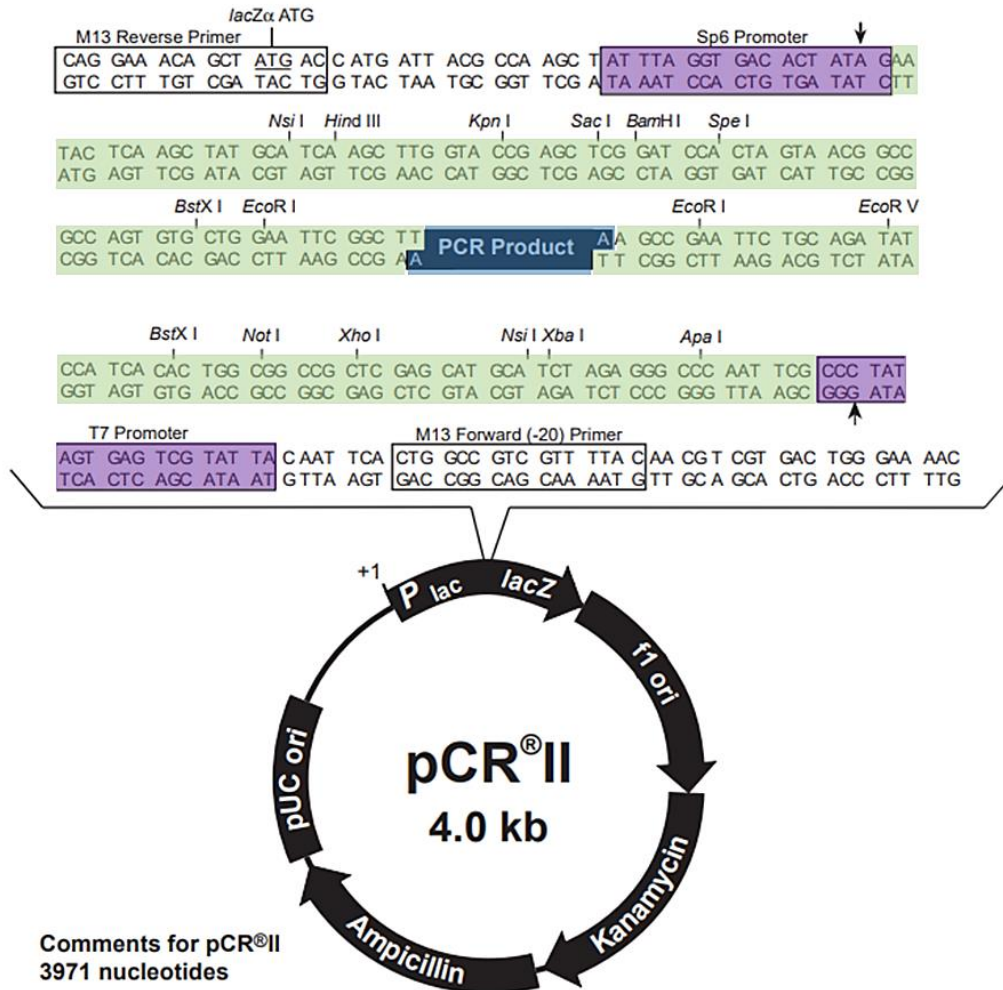 lacZα ATG
M13 Reverse Primer
Sp6 Promoter
CAG GAA ACA GCT ATG AC C ATG ATT ACG CCA AGC T AT TTA GGT GAC ACT ATA G AA
GTC CTT TGT CGA TAC TG G TAC TAA TGC GGT TCG A TA AAT CCA CTG TGA TAT C TT
Nsi I Hind III Kpn I Sac I BamH I Spe I
TAC TCA AGC TAT GCA TCA AGC TTG GTA CCG AGC TCG GAT CCA CTA GTA ACG GCC
ATG AGT TCG ATA CGT AGT TCG AAC CAT GGC TCG AGC CTA GGT GAT CAT TGC CGG
BstX I EcoR I EcoR I EcoR V
GCC AGT GTG CTG GAA TTC GGC TT PCR Product A A GCC GAA TTC TGC AGA TAT
CGG TCA CAC GAC CTT AAG CCG A A T T CGG CTT AAG ACG TCT ATA
BstX I Not I Xho I Nsi I Xba I Apa I
CCA TCA CAC TGG CGG CCG CTC GAG CAT GCA TCT AGA GGG CCC AAT TCG CCC TAT
GGT AGT GTG ACC GCC GGC GAG CTC GTA CGT AGA TCT CCC GGG TTA AGC GGG ATA
T7 Promoter
M13 Forward (-20) Primer
AGT GAG TCG TAT TA C AAT TCA CTG GCC GTC GTT TTA C AA CGT CGT GAC TGG GAA AAC
TCA CTC AGC ATA AT G TTA AGT GAC CGG CAG CAA AAT G TT GCA GCA CTG ACC CTT TTG
+1
P lac
lacZ
f1 ori
Kanamycin
Ampicillin
pUC ori
pCR®II
4.0 kb
Comments for pCR®II
3971 nucleotides